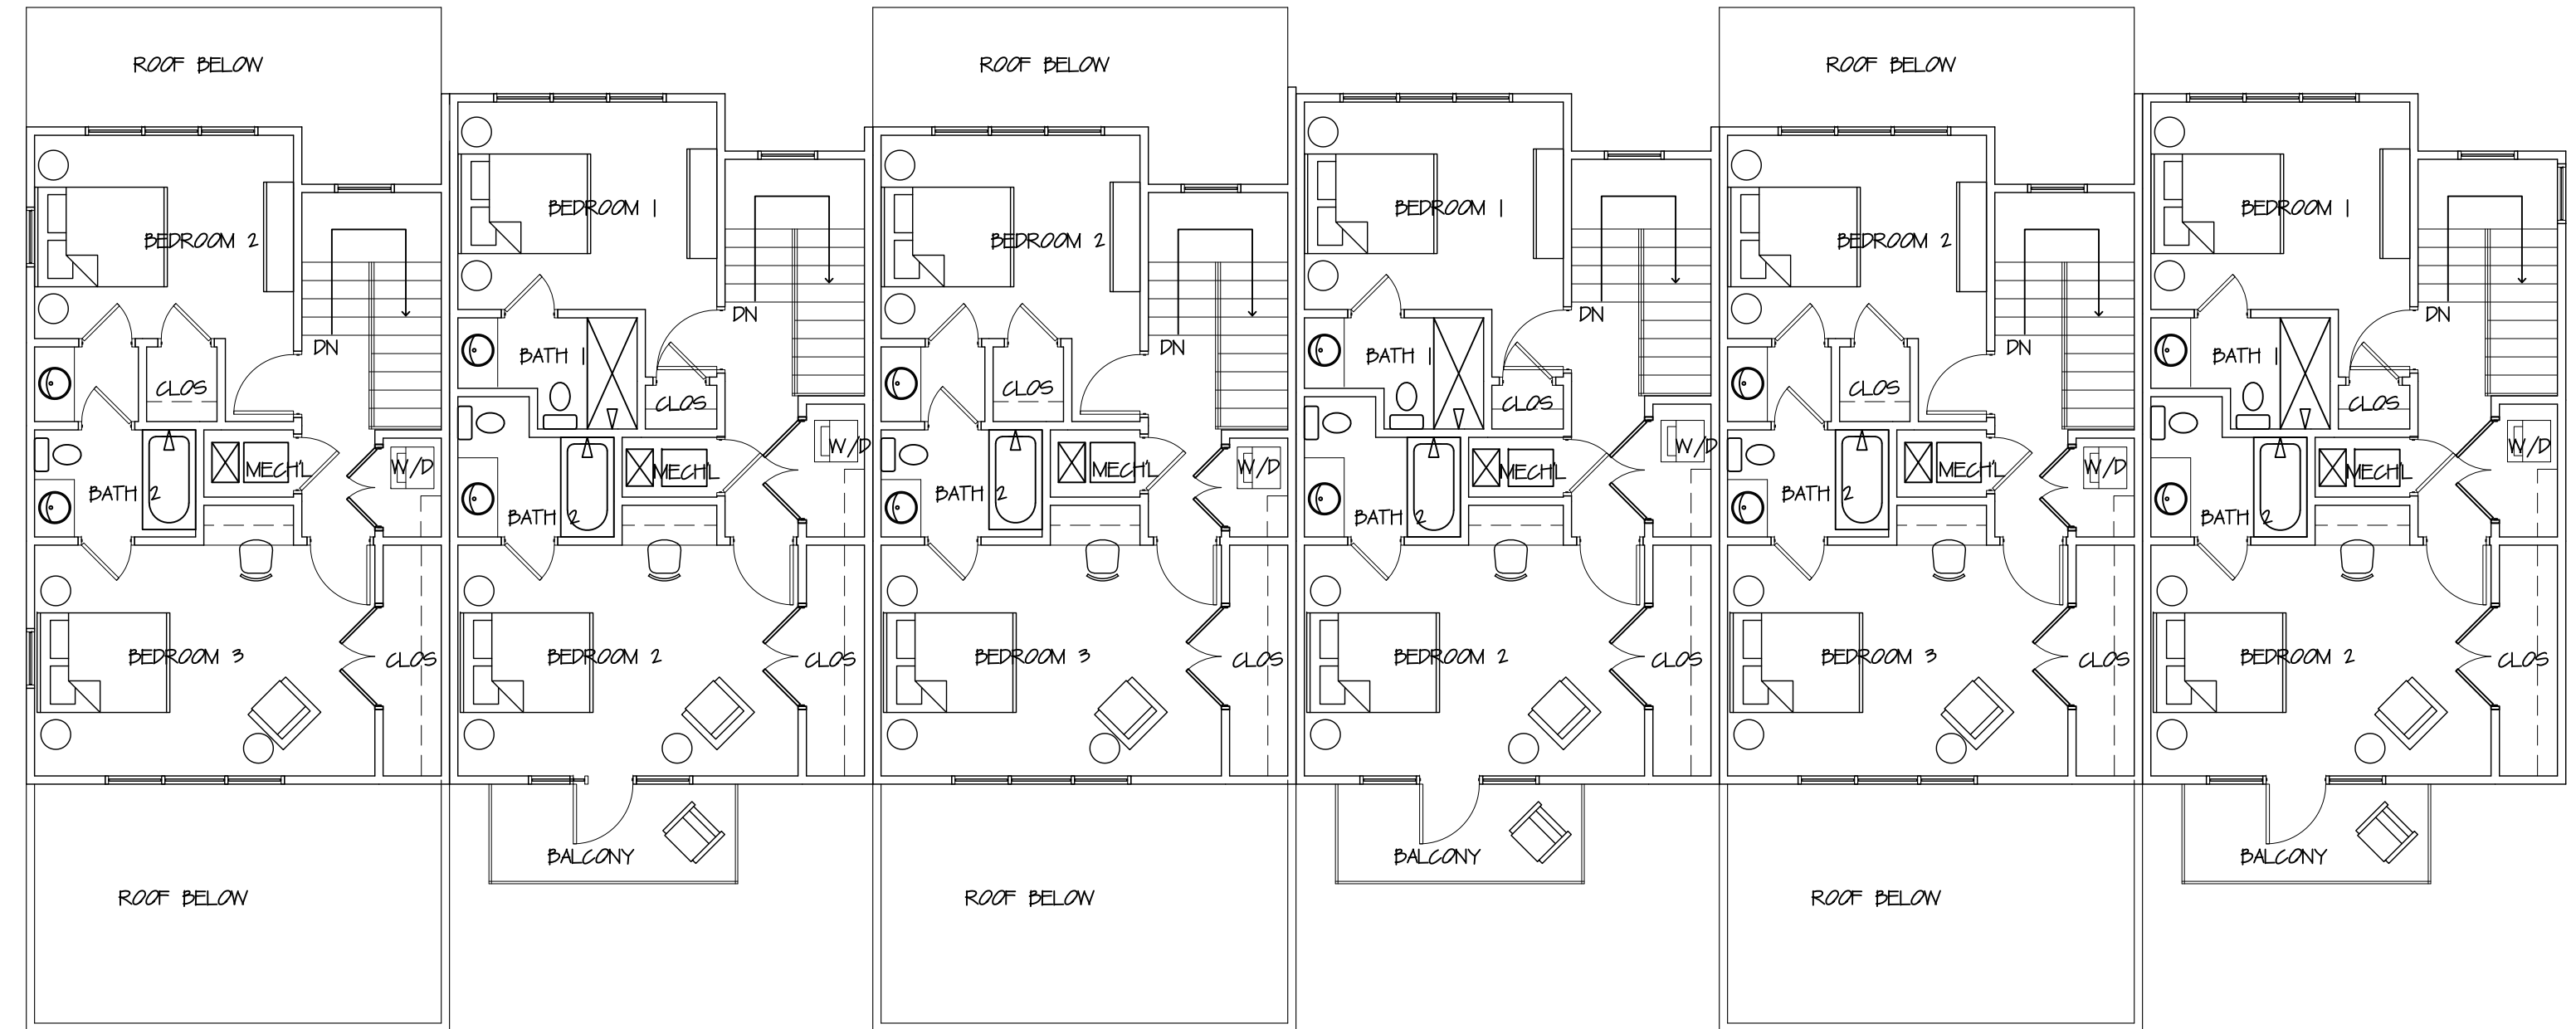 ROOF BELOW
ROOF BELOW
ROOF BELOW
BEDROOM 1
BEDROOM 1
BEDROOM 1
BEDROOM 2
BEDROOM 2
BEDROOM 2
DN
DN
DN
DN
DN
DN
BATH 1
BATH 1
BATH 1
CLOS
CLOS
CLOS
CLOS
CLOS
CLOS
W/D
W/D
W/D
MECH'L
W/D
MECH'L
MECH'L
W/D
MECH'L
MECH'L
W/D
MECH'L
BATH 2
BATH 2
BATH 2
BATH 2
BATH 2
BATH 2
BEDROOM 3
CLOS
BEDROOM 2
CLOS
BEDROOM 3
CLOS
BEDROOM 2
CLOS
BEDROOM 3
CLOS
BEDROOM 2
CLOS
BALCONY
BALCONY
BALCONY
ROOF BELOW
ROOF BELOW
ROOF BELOW